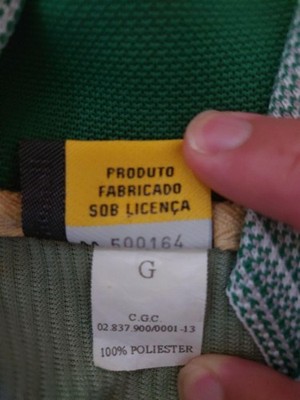 PRODUTO
FABRICADO
SOB LICENÇA
500164
G
C.G.C.
02.837.900/0001-13
100% POLIESTER